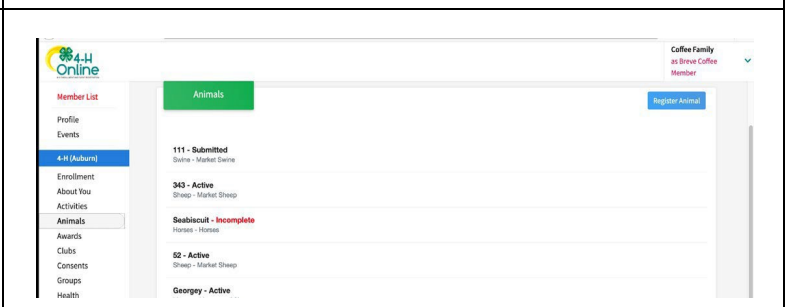 4-H
Online
Coffee Family
as Breve Coffee
Member
Member List
Profile
Events
4-H (Auburn)
Enrollment
About You
Activities
Animals
Awards
Clubs
Consents
Groups
Health
Animals
Register Animal
111 - Submitted
Swine - Market Swine
343 - Active
Sheep - Market Sheep
Seabiscuit - Incomplete
Horses - Horses
52 - Active
Sheep - Market Sheep
Georgey - Active